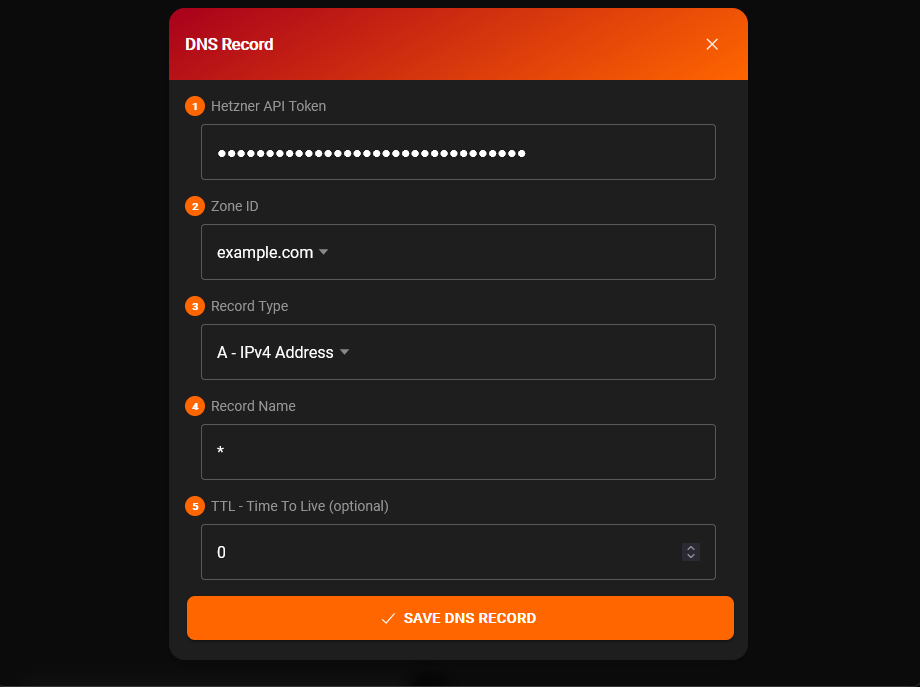 DNS Record
1 Hetzner API Token
••••••••••••••••••••••••••••••••
2 Zone ID
example.com
3 Record Type
A - IPv4 Address
4 Record Name
*
5 TTL - Time To Live (optional)
0
SAVE DNS RECORD